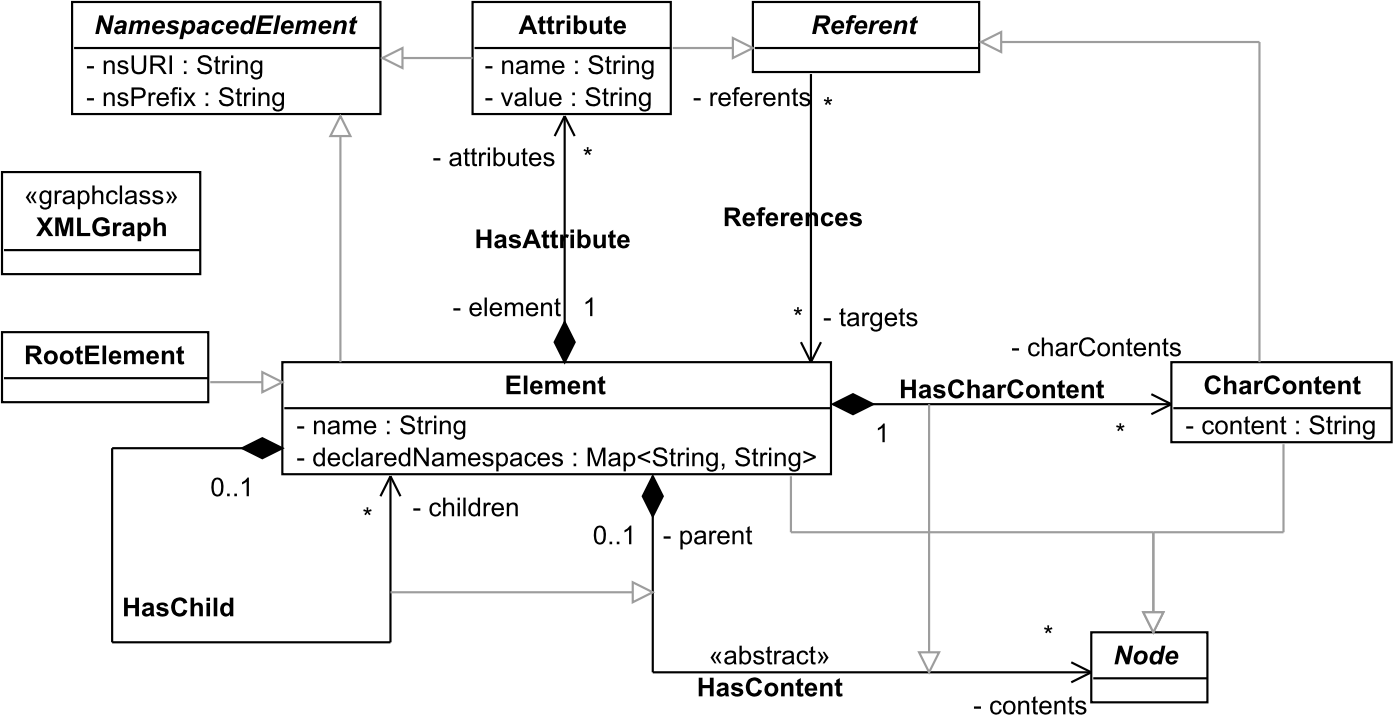 NamespacedElement
- nsURI : String
- nsPrefix : String
Attribute
- name : String
- value : String
Referent
- referents
*
- attributes
*
«graphclass»
XMLGraph
HasAttribute
References
- element
1
*
- targets
RootElement
Element
- name : String
- declaredNamespaces : Map<String, String>
- charContents
HasCharContent
1
*
CharContent
- content : String
0..1
*
- children
0..1
- parent
HasChild
«abstract»
HasContent
*
- contents
Node